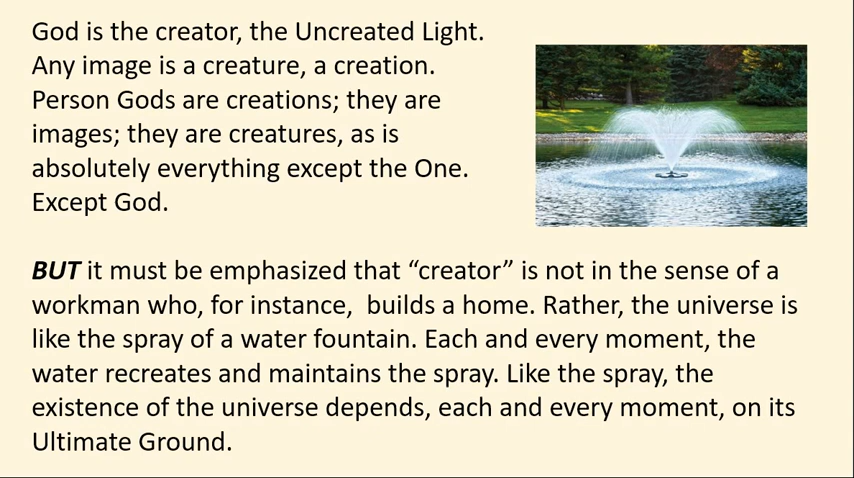 God is the creator, the Uncreated Light.
Any image is a creature, a creation.
Person Gods are creations; they are
images; they are creatures, as is
absolutely everything except the One.
Except God.
BUT it must be emphasized that “creator” is not in the sense of a
workman who, for instance,  builds a home. Rather, the universe is
like the spray of a water fountain. Each and every moment, the
water recreates and maintains the spray. Like the spray, the
existence of the universe depends, each and every moment, on its
Ultimate Ground.